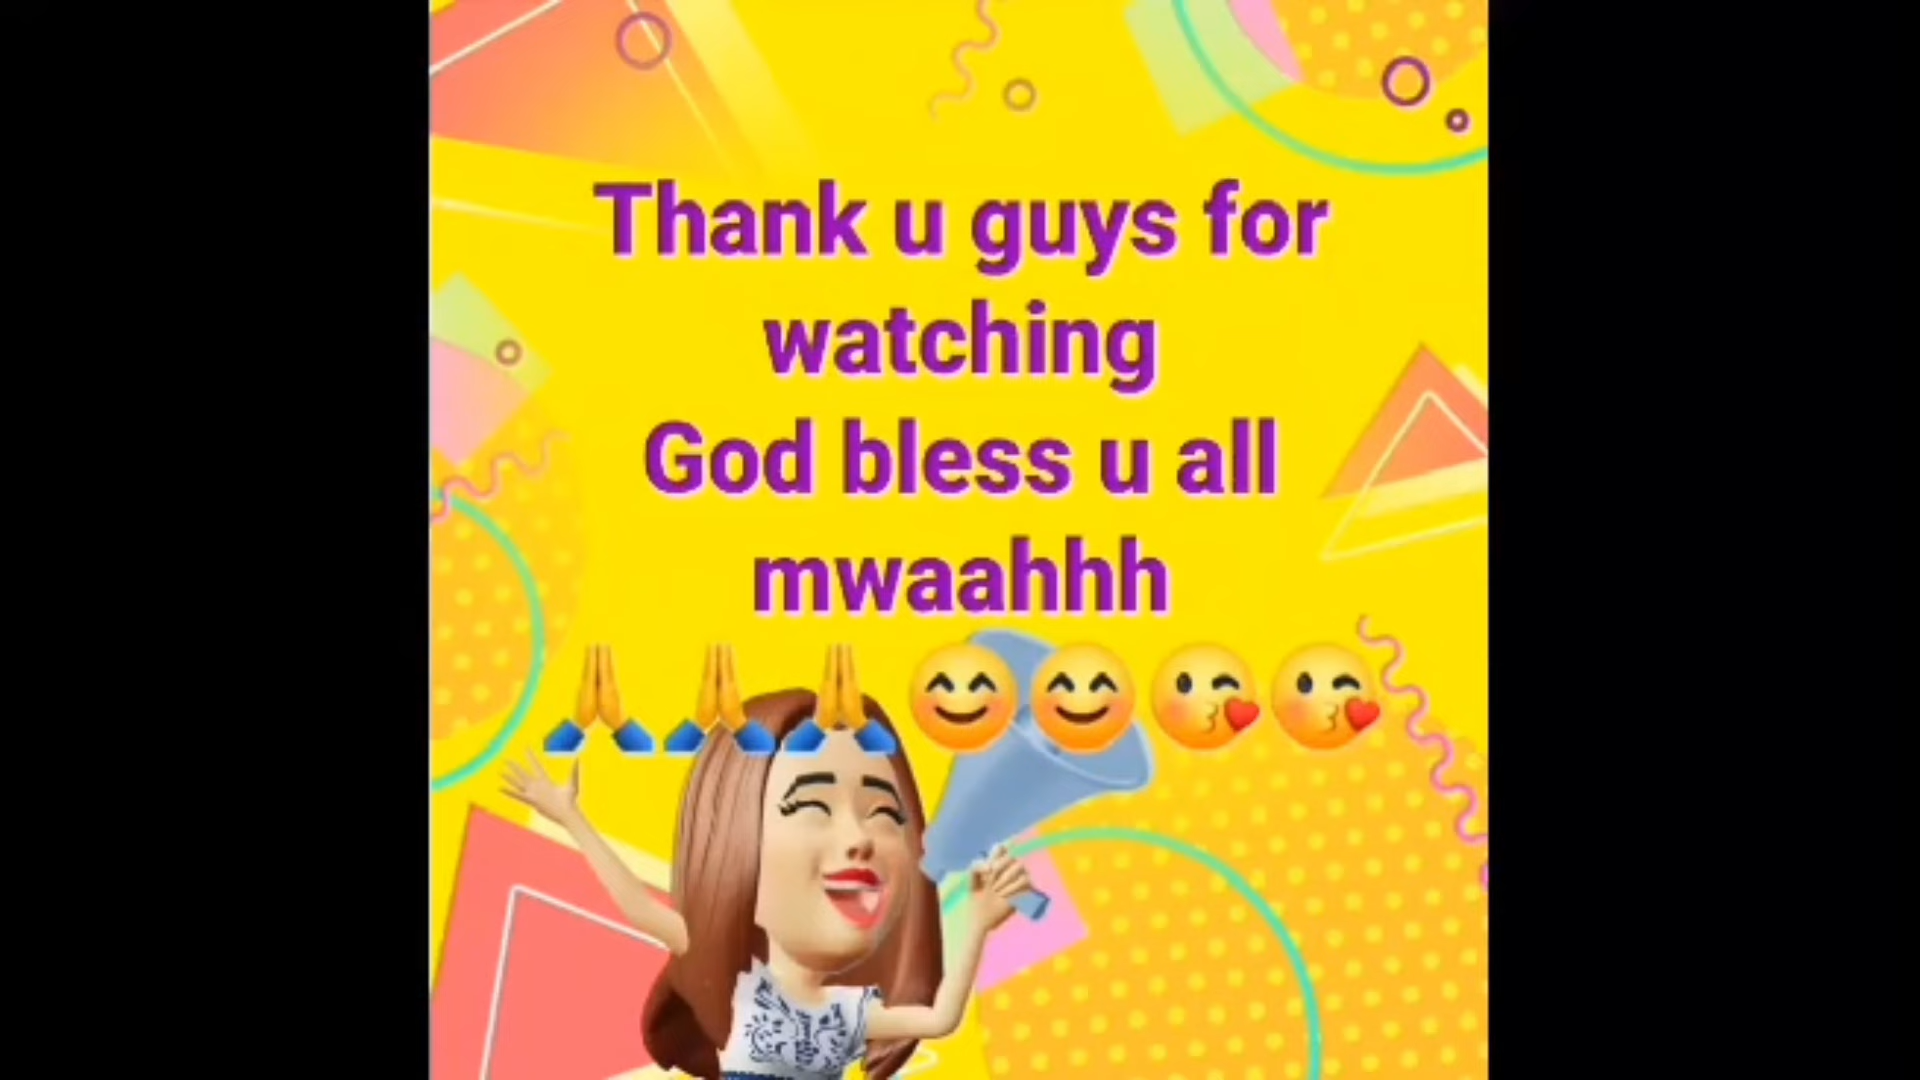 Thank u guys for
watching
God bless u all
mwaahhh
🙏🙏🙏😊😊😘😘